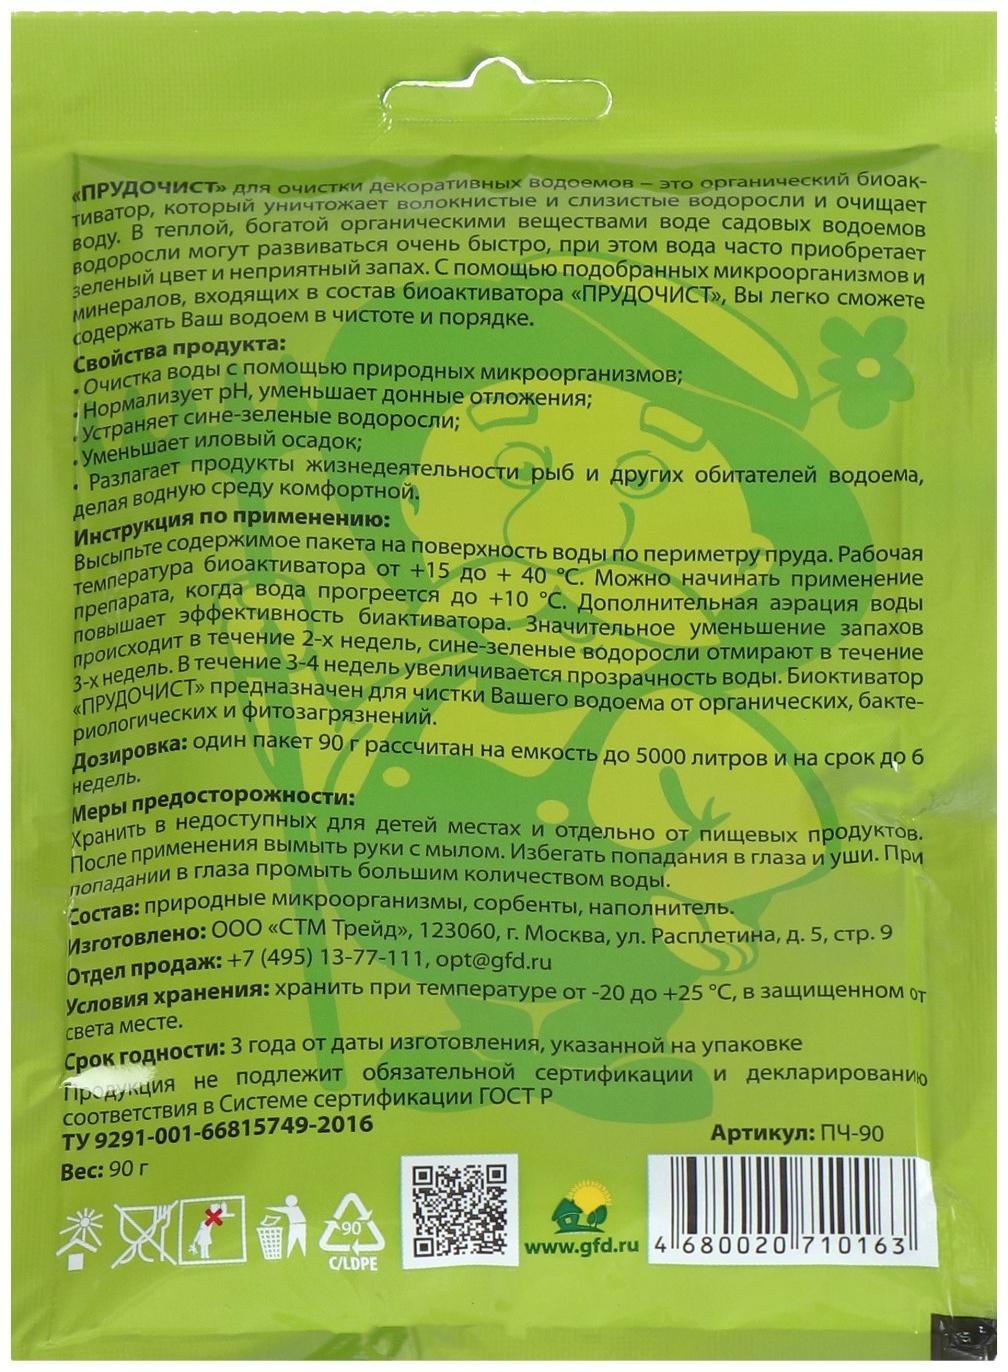 «ПРУДОЧИСТ» для очистки декоративных водоемов – это органический биоак-
тиватор, который уничтожает волокнистые и слизистые водоросли и очищает
воду. В теплой, богатой органическими веществами воде садовых водоемов
водоросли могут развиваться очень быстро, при этом вода часто приобретает
зеленый цвет и неприятный запах. С помощью подобранных микроорганизмов и
минералов, входящих в состав биоактиватора «ПРУДОЧИСТ», Вы легко сможете
содержать Ваш водоем в чистоте и порядке.
Свойства продукта:
• Очистка воды с помощью природных микроорганизмов;
• Нормализует pH, уменьшает донные отложения;
• Устраняет сине-зеленые водоросли;
• Уменьшает иловый осадок;
• Разлагает продукты жизнедеятельности рыб и других обитателей водоема,
делая водную среду комфортной.
Инструкция по применению:
Высыпьте содержимое пакета на поверхность воды по периметру пруда. Рабочая
температура биоактиватора от +15 до + 40 °C. Можно начинать применение
препарата, когда вода прогреется до +10 °C. Дополнительная аэрация воды
повышает эффективность биактиватора. Значительное уменьшение запахов
происходит в течение 2-х недель, сине-зеленые водоросли отмирают в течение
3-х недель. В течение 3-4 недель увеличивается прозрачность воды. Биоктиватор
«ПРУДОЧИСТ» предназначен для чистки Вашего водоема от органических, бакте-
риологических и фитозагрязнений.
Дозировка: один пакет 90 г рассчитан на емкость до 5000 литров и на срок до 6
недель.
Меры предосторожности:
Хранить в недоступных для детей местах и отдельно от пищевых продуктов.
После применения вымыть руки с мылом. Избегать попадания в глаза и уши. При
попадании в глаза промыть большим количеством воды.
Состав: природные микроорганизмы, сорбенты, наполнитель.
Изготовлено: ООО «СТМ Трейд», 123060, г. Москва, ул. Расплетина, д. 5, стр. 9
Отдел продаж: +7 (495) 13-77-111, opt@gfd.ru
Условия хранения: хранить при температуре от -20 до +25 °C, в защищенном от
света месте.
Срок годности: 3 года от даты изготовления, указанной на упаковке
Продукция не подлежит обязательной сертификации и декларированию
соответствия в Системе сертификации ГОСТ Р
ТУ 9291-001-66815749-2016
Артикул: ПЧ-90
Вес: 90 г
90
C/LDPE
www.gfd.ru
4 680020 710163